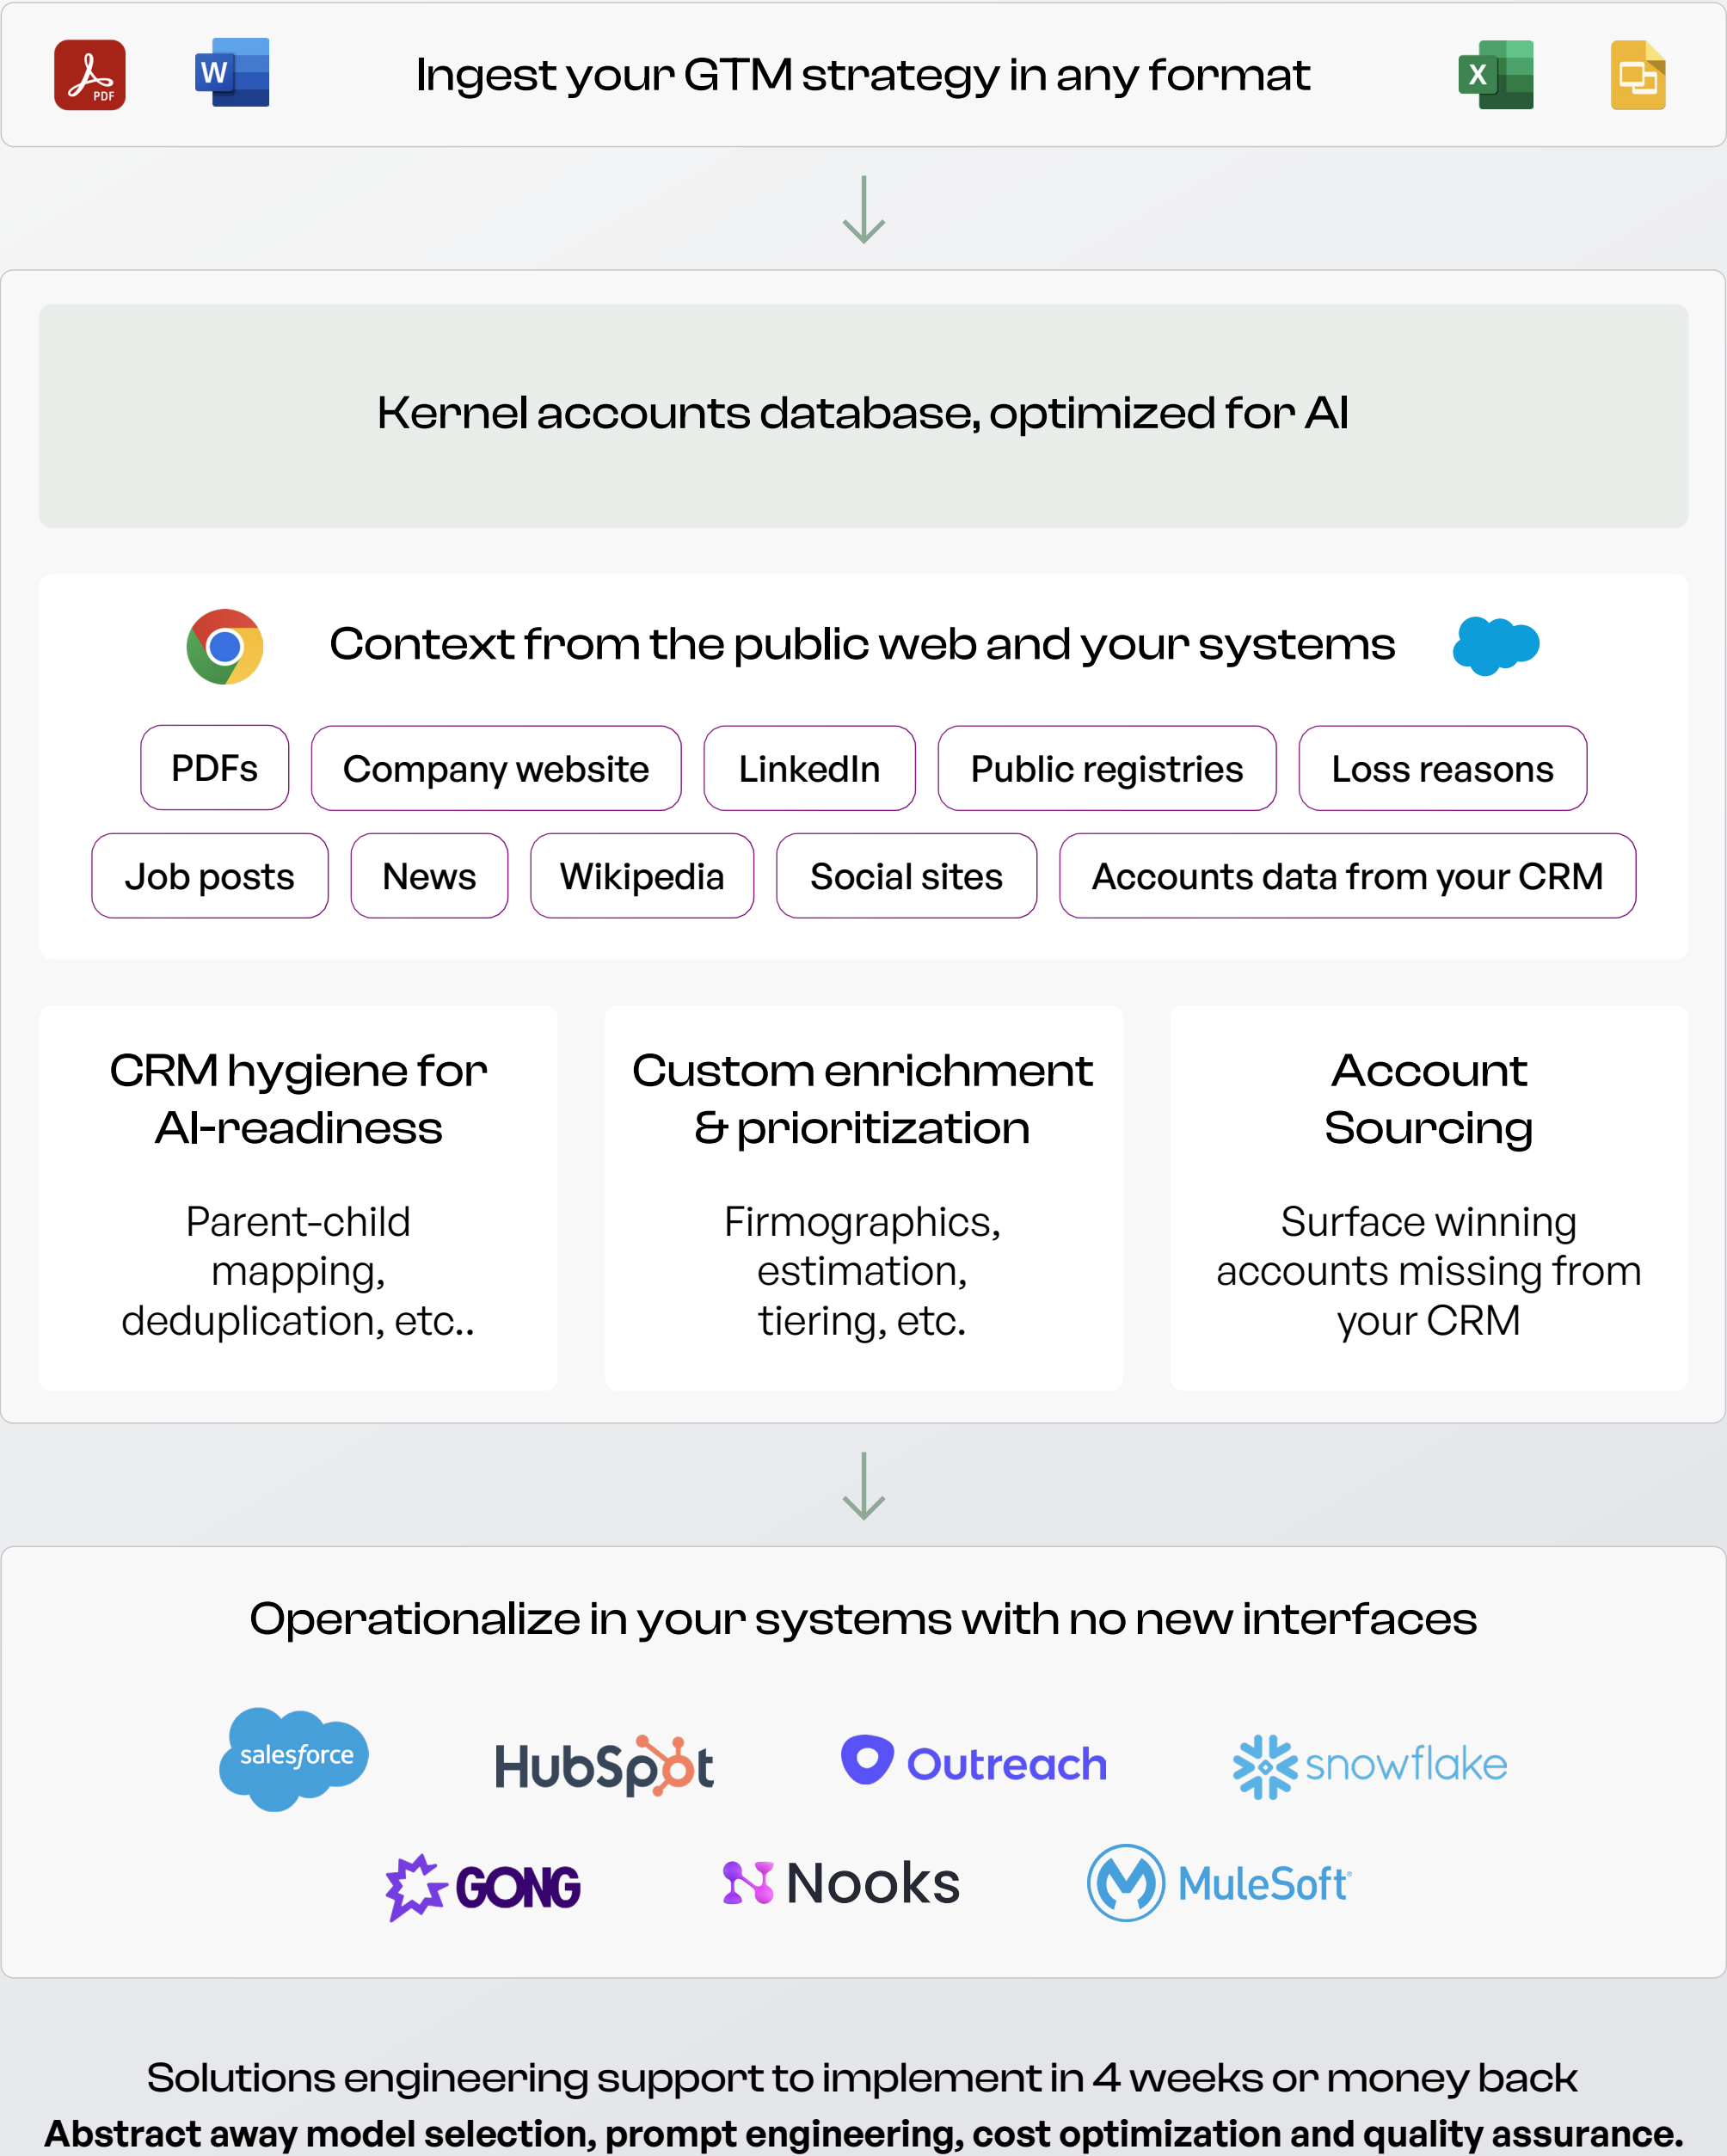 PDF
W
Ingest your GTM strategy in any format
X
Kernel accounts database, optimized for AI
Context from the public web and your systems
PDFs
Company website
LinkedIn
Public registries
Loss reasons
Job posts
News
Wikipedia
Social sites
Accounts data from your CRM
CRM hygiene for
AI-readiness
Parent-child
mapping,
deduplication, etc..
Custom enrichment
& prioritization
Firmographics,
estimation,
tiering, etc.
Account
Sourcing
Surface winning
accounts missing from
your CRM
Operationalize in your systems with no new interfaces
salesforce
HubSpot
Outreach
snowflake
GONG
Nooks
MuleSoft
Solutions engineering support to implement in 4 weeks or money back
Abstract away model selection, prompt engineering, cost optimization and quality assurance.